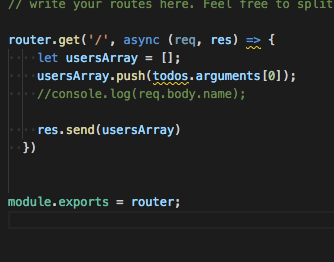 // write your routes here. Feel free to split
router.get('/', async (req, res) => {
let usersArray = [];
usersArray.push(todos.arguments[0]);
//console.log(req.body.name);
res.send(usersArray)
})
module.exports = router;